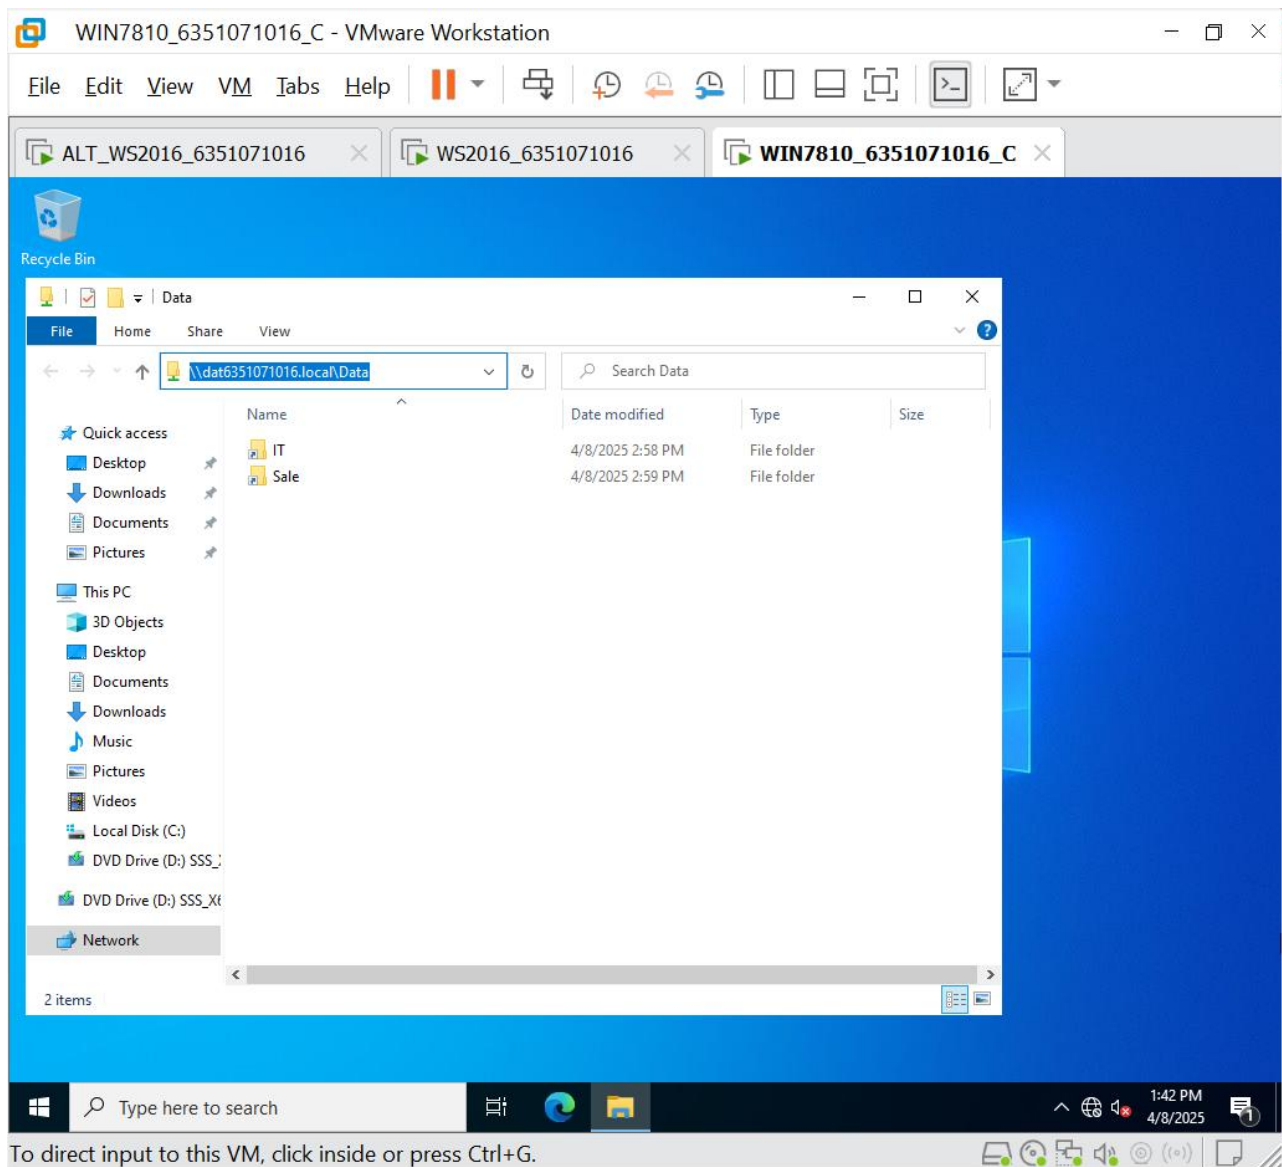 WIN7810_6351071016_C - VMware Workstation
File Edit View VM Tabs Help
ALT_WS2016_6351071016 WS2016_6351071016 WIN7810_6351071016_C
Recycle Bin
Data
File Home Share View
\\dat6351071016.local\Data Search Data
Name Date modified Type Size
Quick access
IT 4/8/2025 2:58 PM File folder
Desktop
Sale 4/8/2025 2:59 PM File folder
Downloads
Documents
Pictures
This PC
3D Objects
Desktop
Documents
Downloads
Music
Pictures
Videos
Local Disk (C:)
DVD Drive (D:) SSS_
DVD Drive (D:) SSS_X6
Network
2 items
Type here to search
1:42 PM
4/8/2025
1
To direct input to this VM, click inside or press Ctrl+G.